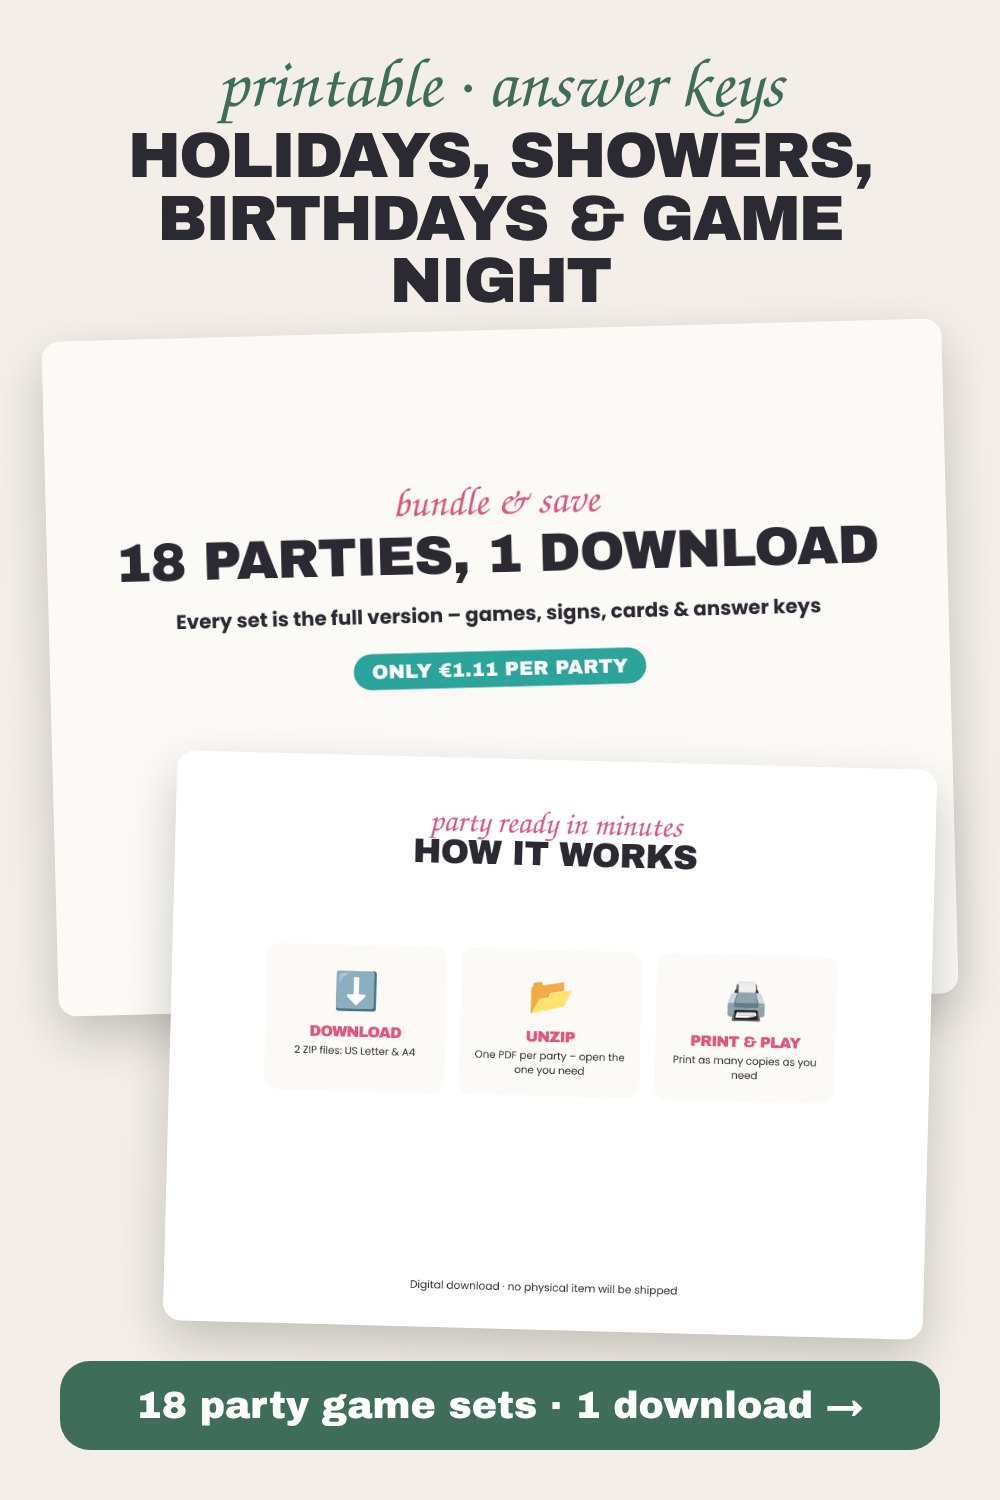 printable · answer keys
HOLIDAYS, SHOWERS,
BIRTHDAYS & GAME
NIGHT
bundle & save
18 PARTIES, 1 DOWNLOAD
Every set is the full version – games, signs, cards & answer keys
ONLY €1.11 PER PARTY
party ready in minutes
HOW IT WORKS
DOWNLOAD
2 ZIP files: US Letter & A4
UNZIP
One PDF per party – open the
one you need
PRINT & PLAY
Print as many copies as you
need
Digital download · no physical item will be shipped
18 party game sets · 1 download →